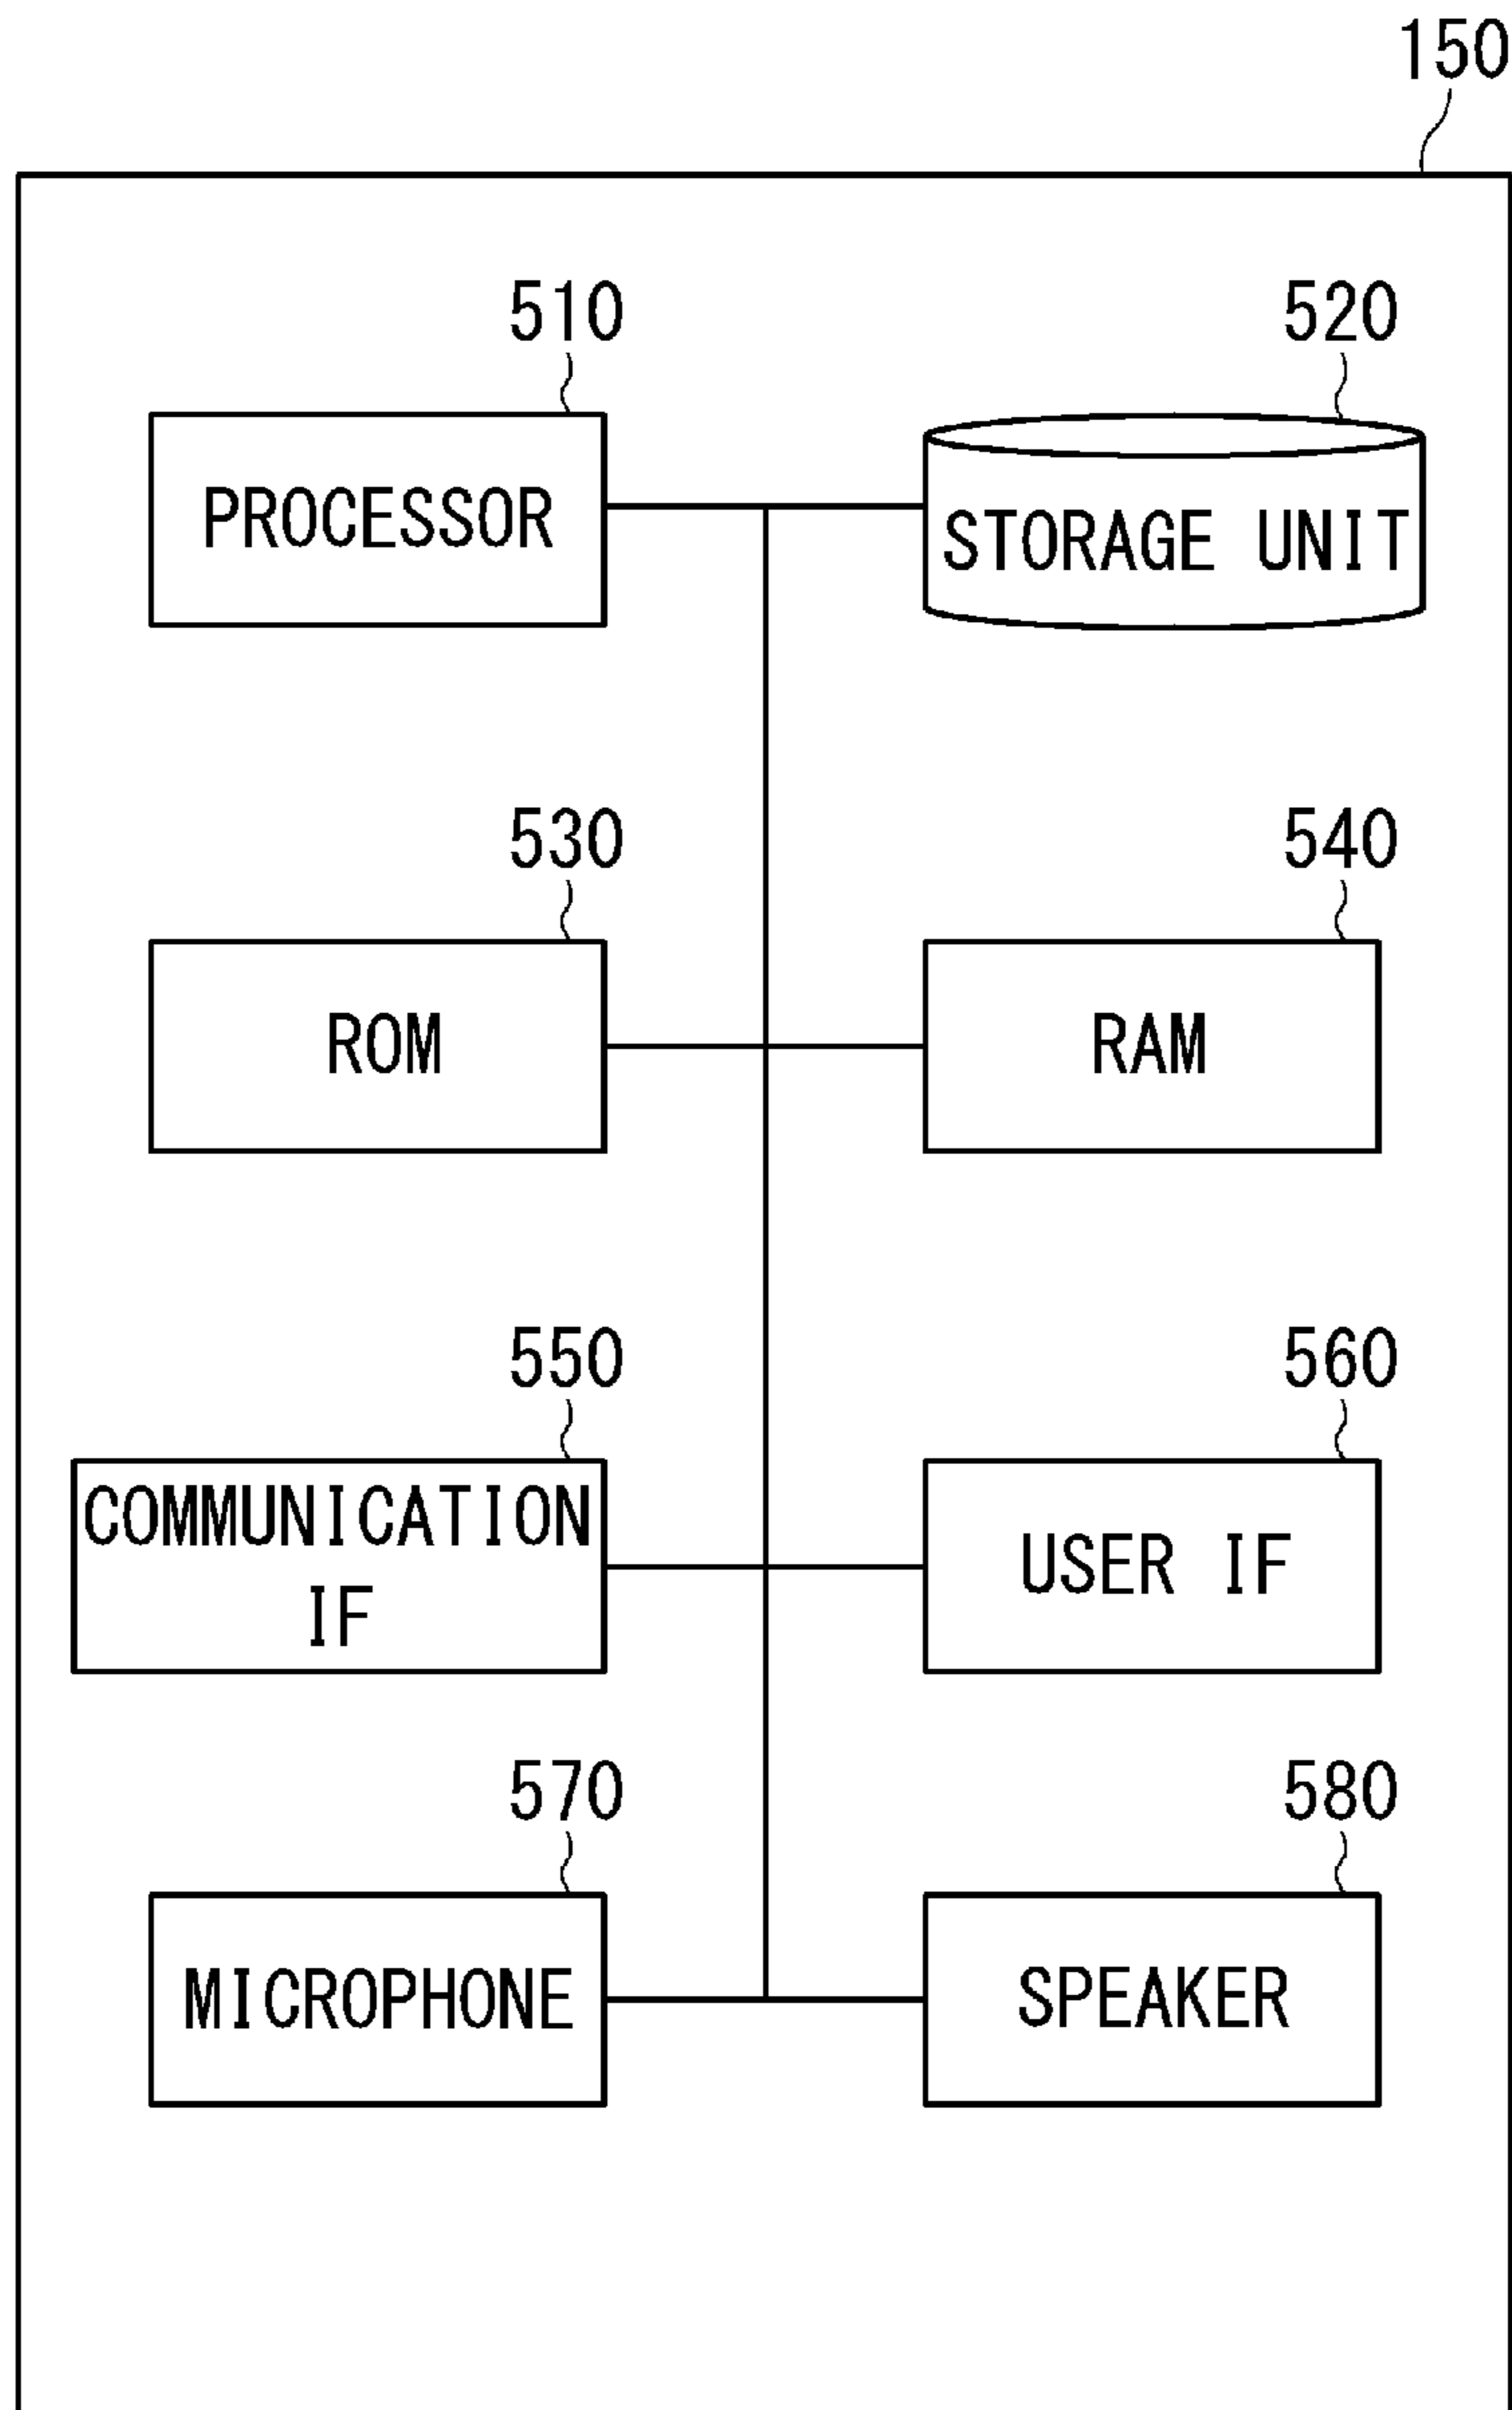 150
510
520
PROCESSOR
STORAGE UNIT
530
540
ROM
RAM
550
560
COMMUNICATION
IF
USER IF
570
580
MICROPHONE
SPEAKER